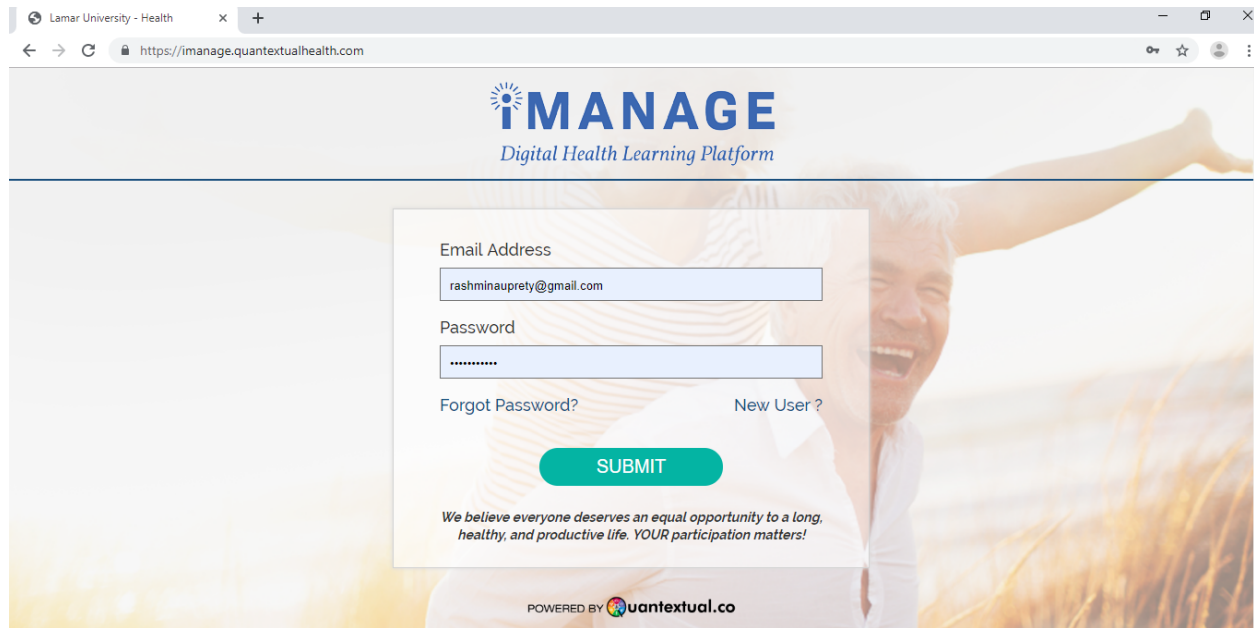 Lamar University - Health
https://imanage.quantextualhealth.com
iMANAGE
Digital Health Learning Platform
Email Address
rashminauprety@gmail.com
Password
•••••••••••
Forgot Password? New User ?
SUBMIT
We believe everyone deserves an equal opportunity to a long,
healthy, and productive life. YOUR participation matters!
POWERED BY Quantextual.co